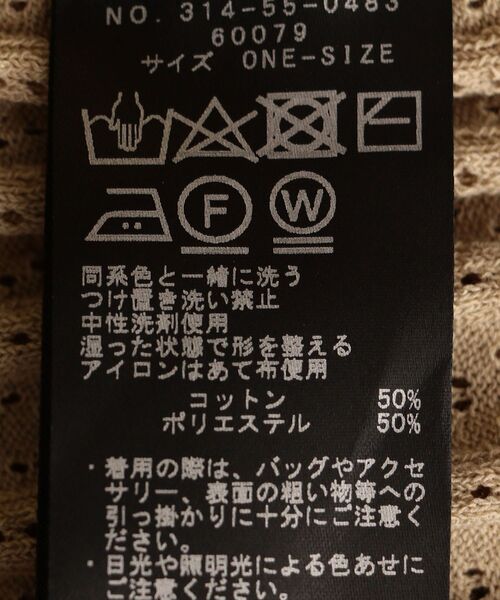 NO. 314-55-0483
60079
サイズ ONE-SIZE
F
W
同系色と一緒に洗う
つけ置き洗い禁止
中性洗剤使用
湿った状態で形を整える
アイロンはあて布使用
コットン 50%
ポリエステル 50%
・着用の際は、バッグやアクセ
サリー、表面の粗い物等への
引っ掛かりに十分にご注意く
ださい。
・日光や照明光による色あせに
ご注意ください。